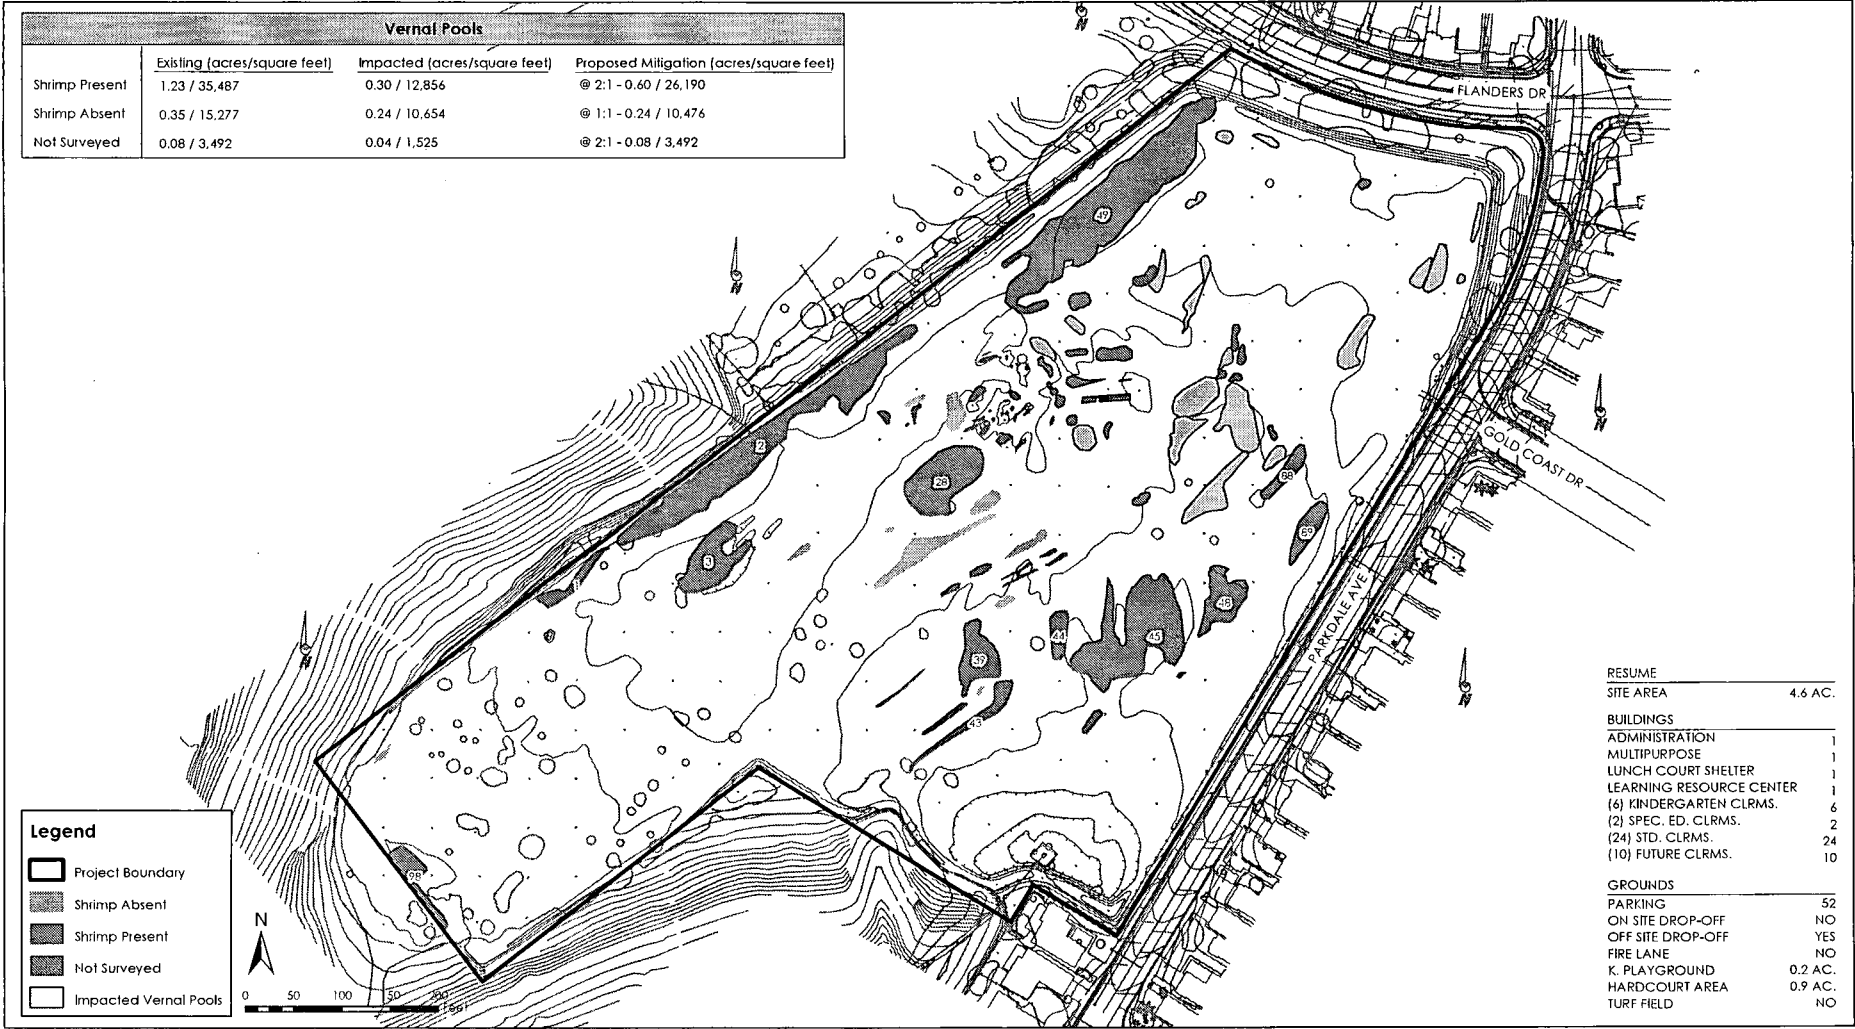 Vernal Pools
Existing (acres/square feet) Impacted (acres/square feet) Proposed Mitigation (acres/square feet)
Shrimp Present 1.23 / 35,487 0.30 / 12,856 @ 2:1 - 0.60 / 26,190
Shrimp Absent 0.35 / 15,277 0.24 / 10,654 @ 1:1 - 0.24 / 10,476
Not Surveyed 0.08 / 3,492 0.04 / 1,525 @ 2:1 - 0.08 / 3,492
N
FLANDERS DR
49
N
N
2
GOLD COAST DR
28
88
3
89
1
PARKDALE AVE
48
44
45
39
N
N
43
98
RESUME
SITE AREA 4.6 AC.
BUILDINGS
ADMINISTRATION 1
MULTIPURPOSE 1
LUNCH COURT SHELTER 1
LEARNING RESOURCE CENTER 1
(6) KINDERGARTEN CLRMS. 6
(2) SPEC. ED. CLRMS. 2
(24) STD. CLRMS. 24
(10) FUTURE CLRMS. 10
GROUNDS
PARKING 52
ON SITE DROP-OFF NO
OFF SITE DROP-OFF YES
FIRE LANE NO
K. PLAYGROUND 0.2 AC.
HARDCOURT AREA 0.9 AC.
TURF FIELD NO
Legend
Project Boundary
Shrimp Absent
Shrimp Present
Not Surveyed
Impacted Vernal Pools
N
0 50 100 50 200
Feet